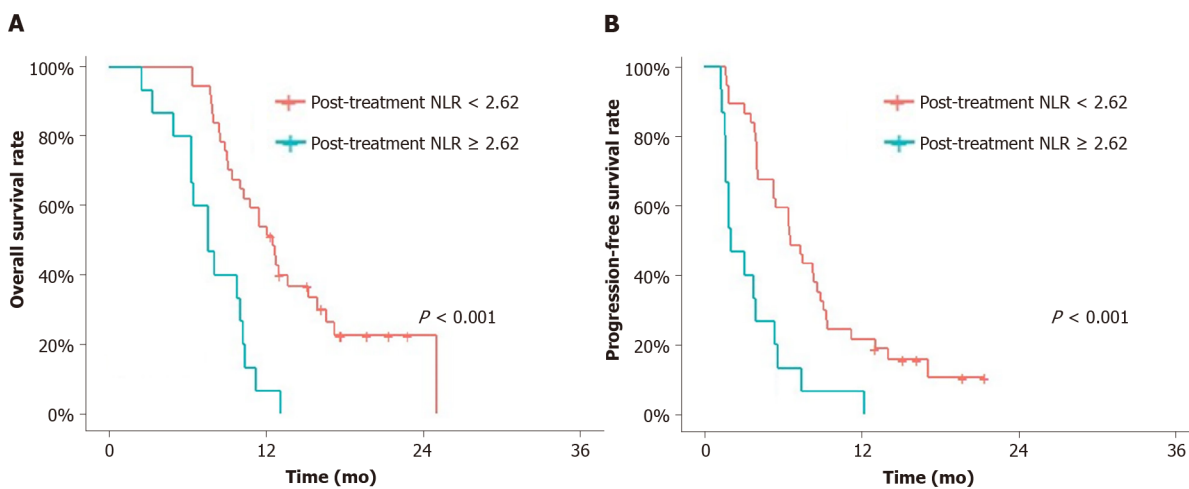 A
Overall survival rate
100%
80%
60%
40%
20%
0%
Post-treatment NLR < 2.62
Post-treatment NLR ≥ 2.62
P < 0.001
0 12 24 36
Time (mo)
B
Progression-free survival rate
100%
80%
60%
40%
20%
0%
Post-treatment NLR < 2.62
Post-treatment NLR ≥ 2.62
P < 0.001
0 12 24 36
Time (mo)